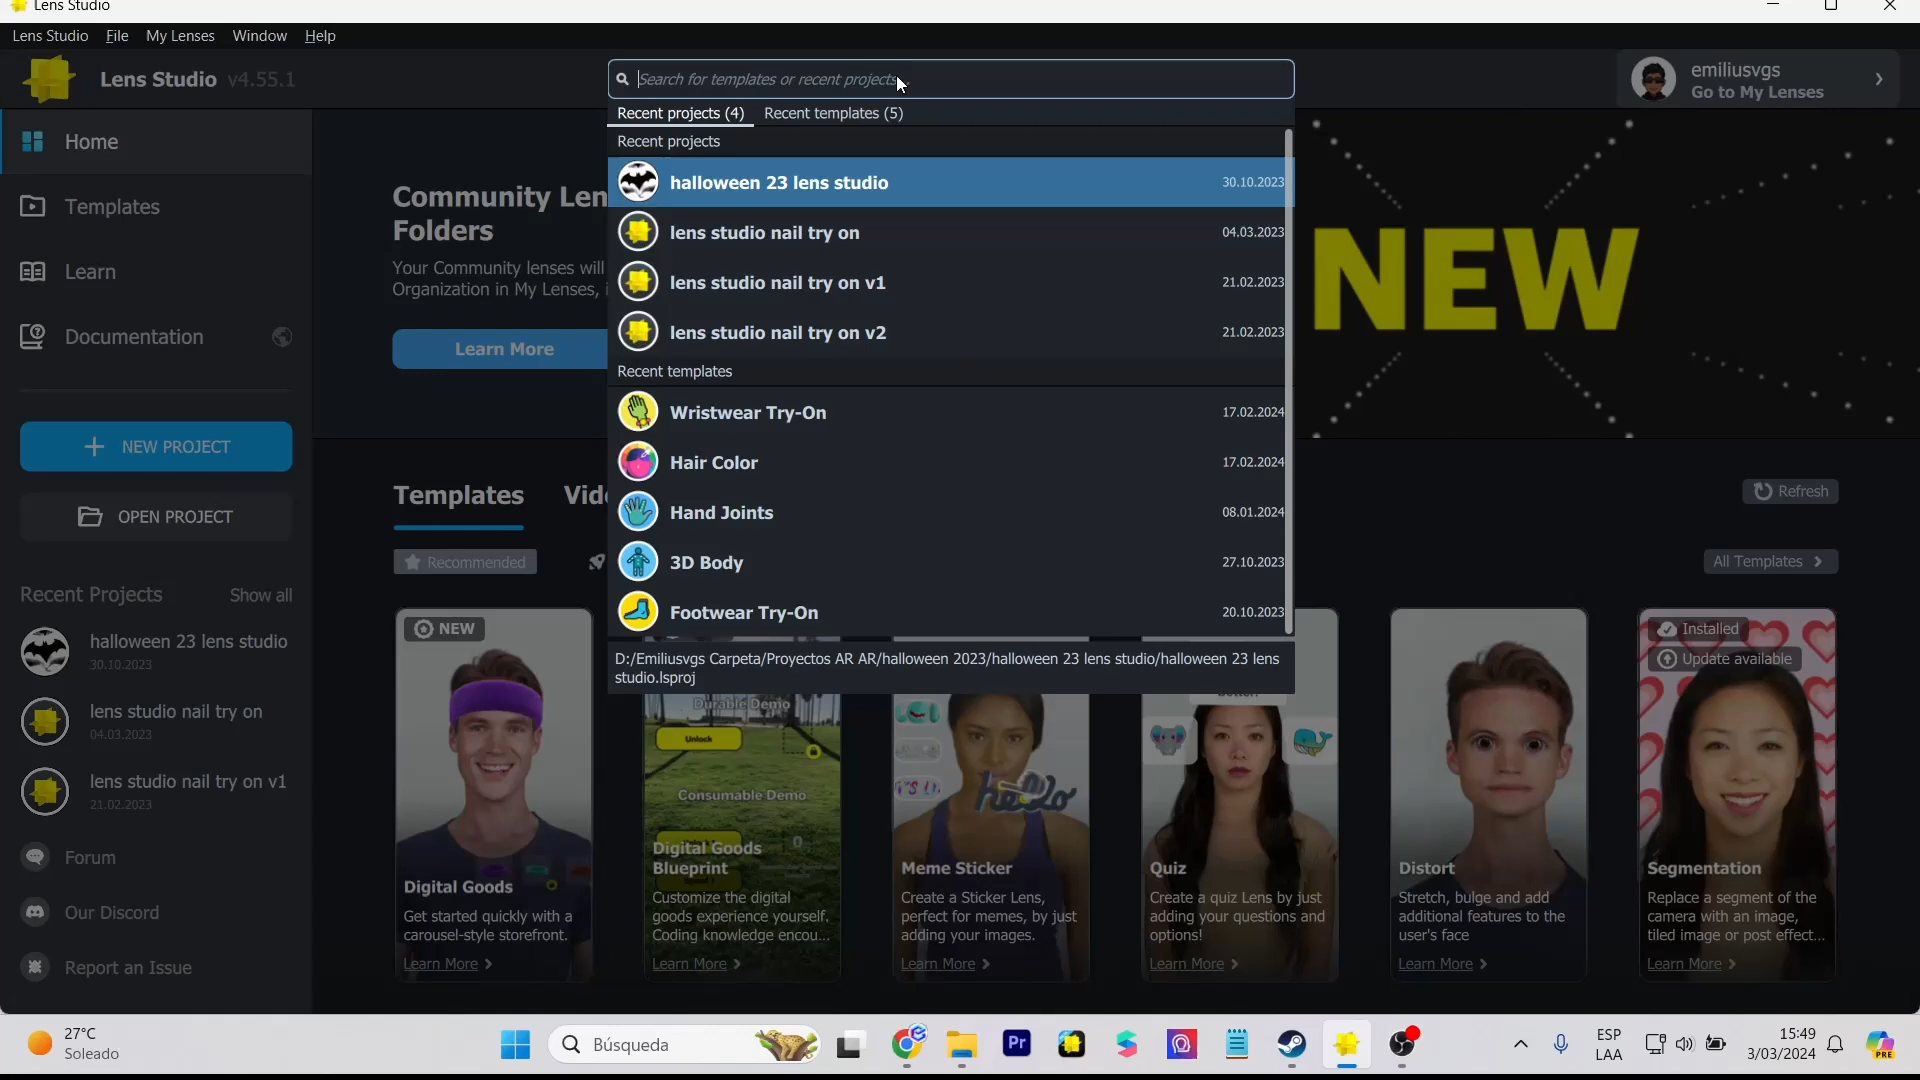 Lens Studio
Lens Studio File My Lenses Window Help
Lens Studio v4.55.1
Search for templates or recent projects
emiliusvgs
Go to My Lenses
Recent projects (4) Recent templates (5)
Recent projects
halloween 23 lens studio 30.10.2023
lens studio nail try on 04.03.2023
lens studio nail try on v1 21.02.2023
lens studio nail try on v2 21.02.2023
Recent templates
Wristwear Try-On 17.02.2024
Hair Color 17.02.2024
Hand Joints 08.01.2024
3D Body 27.10.2023
Footwear Try-On 20.10.2023
D:/Emiliusvgs Carpeta/Proyectos AR AR/halloween 2023/halloween 23 lens studio/halloween 23 lens
studio.lsproj
Home
Templates
Learn
Documentation
NEW PROJECT
OPEN PROJECT
Recent Projects Show all
halloween 23 lens studio
30.10.2023
lens studio nail try on
04.03.2023
lens studio nail try on v1
21.02.2023
Forum
Our Discord
Report an Issue
Community Len
Folders
Your Community lenses will
Organization in My Lenses,
Learn More
NEW
Templates Vid
Refresh
Recommended
All Templates
NEW
Digital Goods
Get started quickly with a
carousel-style storefront.
Learn More
Durable Demo
Unlock
Consumable Demo
0
Digital Goods
Blueprint
Customize the digital
goods experience yourself.
Coding knowledge encou...
Learn More
hello
Meme Sticker
Create a Sticker Lens,
perfect for memes, by just
adding your images.
Learn More
Quiz
Create a quiz Lens by just
adding your questions and
options!
Learn More
Distort
Stretch, bulge and add
additional features to the
user's face
Learn More
Installed
Update available
Segmentation
Replace a segment of the
camera with an image,
tiled image or post effect...
Learn More
27°C
Soleado
Búsqueda
Pr
ESP
LAA
15:49
3/03/2024
PRE